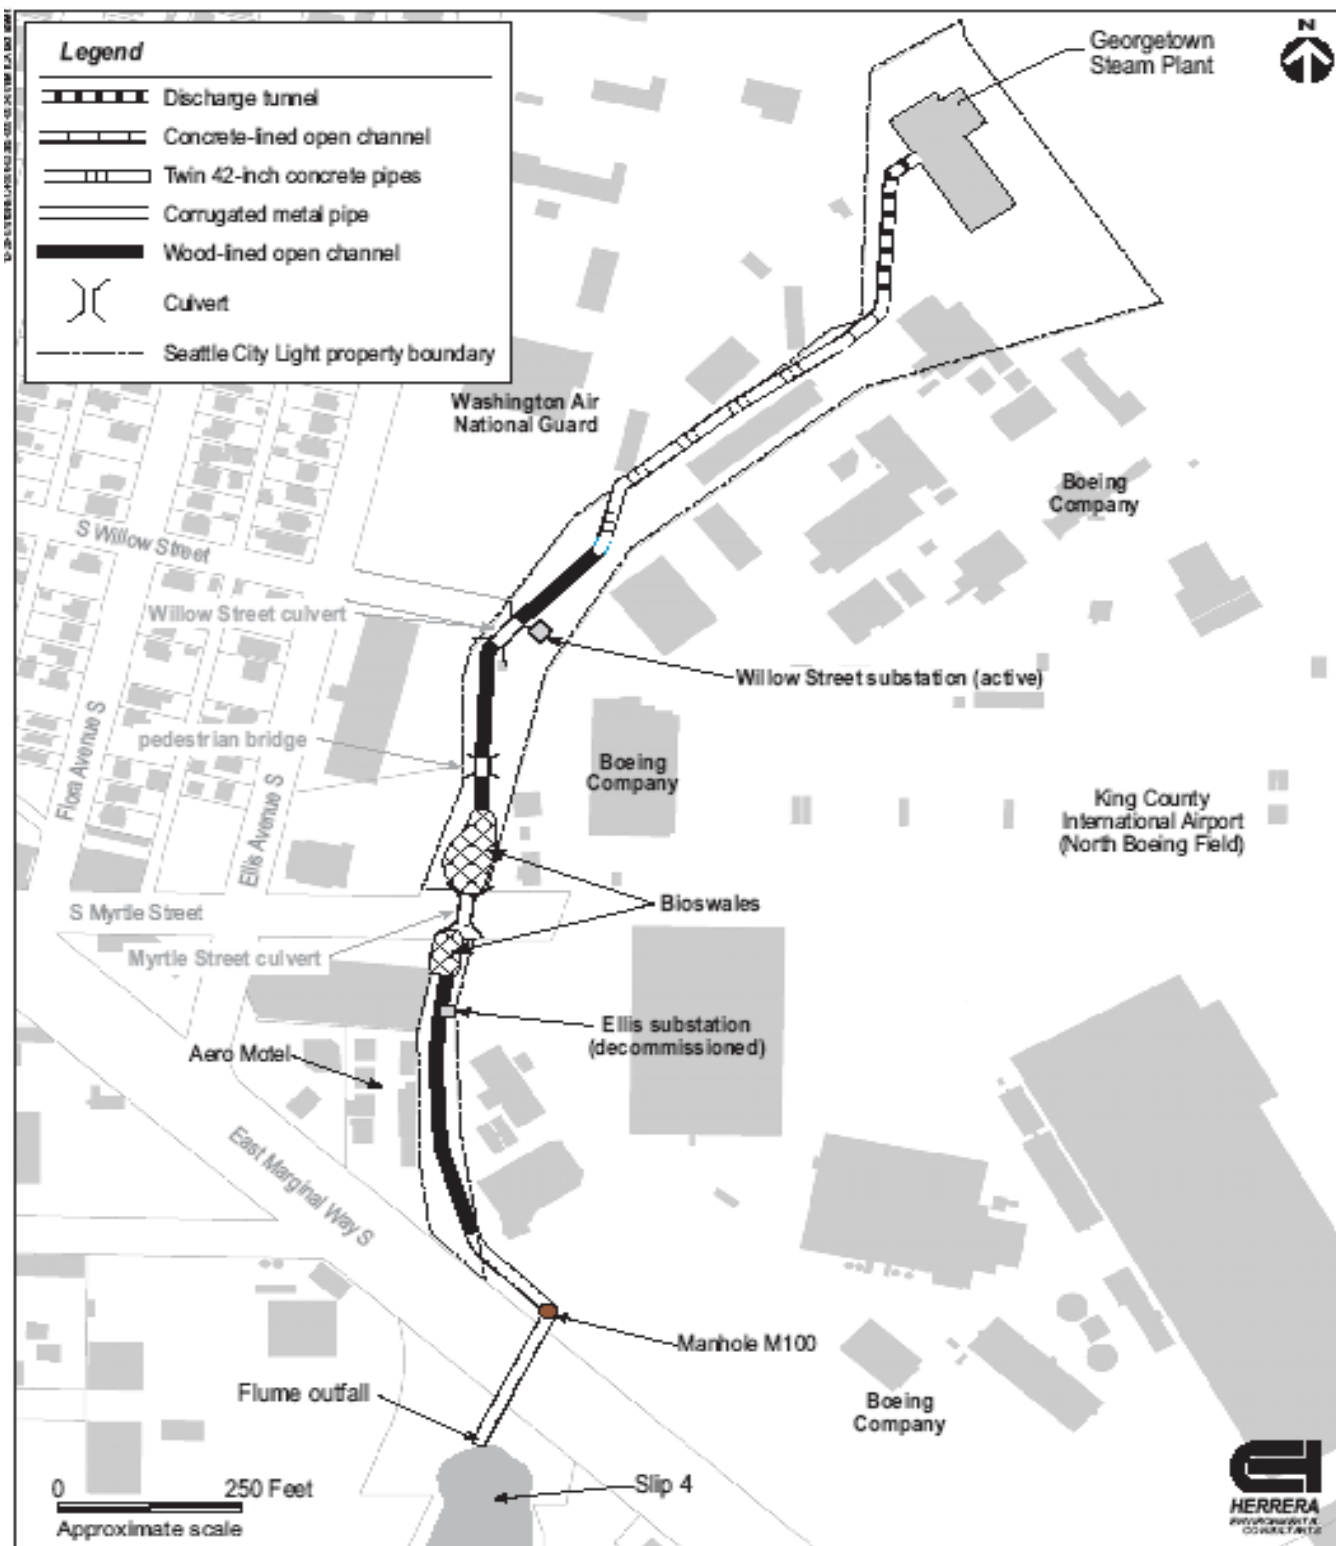 Legend
Discharge tunnel
Concrete-lined open channel
Twin 42-inch concrete pipes
Corrugated metal pipe
Wood-lined open channel
Culvert
Seattle City Light property boundary
Georgetown
Steam Plant
N
Washington Air
National Guard
Boeing
Company
S Willow Street
Willow Street culvert
Willow Street substation (active)
Flora Avenue S
pedestrian bridge
Ellis Avenue S
Boeing
Company
King County
International Airport
(North Boeing Field)
S Myrtle Street
Bioswales
Myrtle Street culvert
Ellis substation
(decommissioned)
Aero Motel
East Marginal Way S
Manhole M100
Flume outfall
Boeing
Company
Slip 4
0 250 Feet
Approximate scale
HERRERA
ENVIRONMENTAL
CONSULTANTS